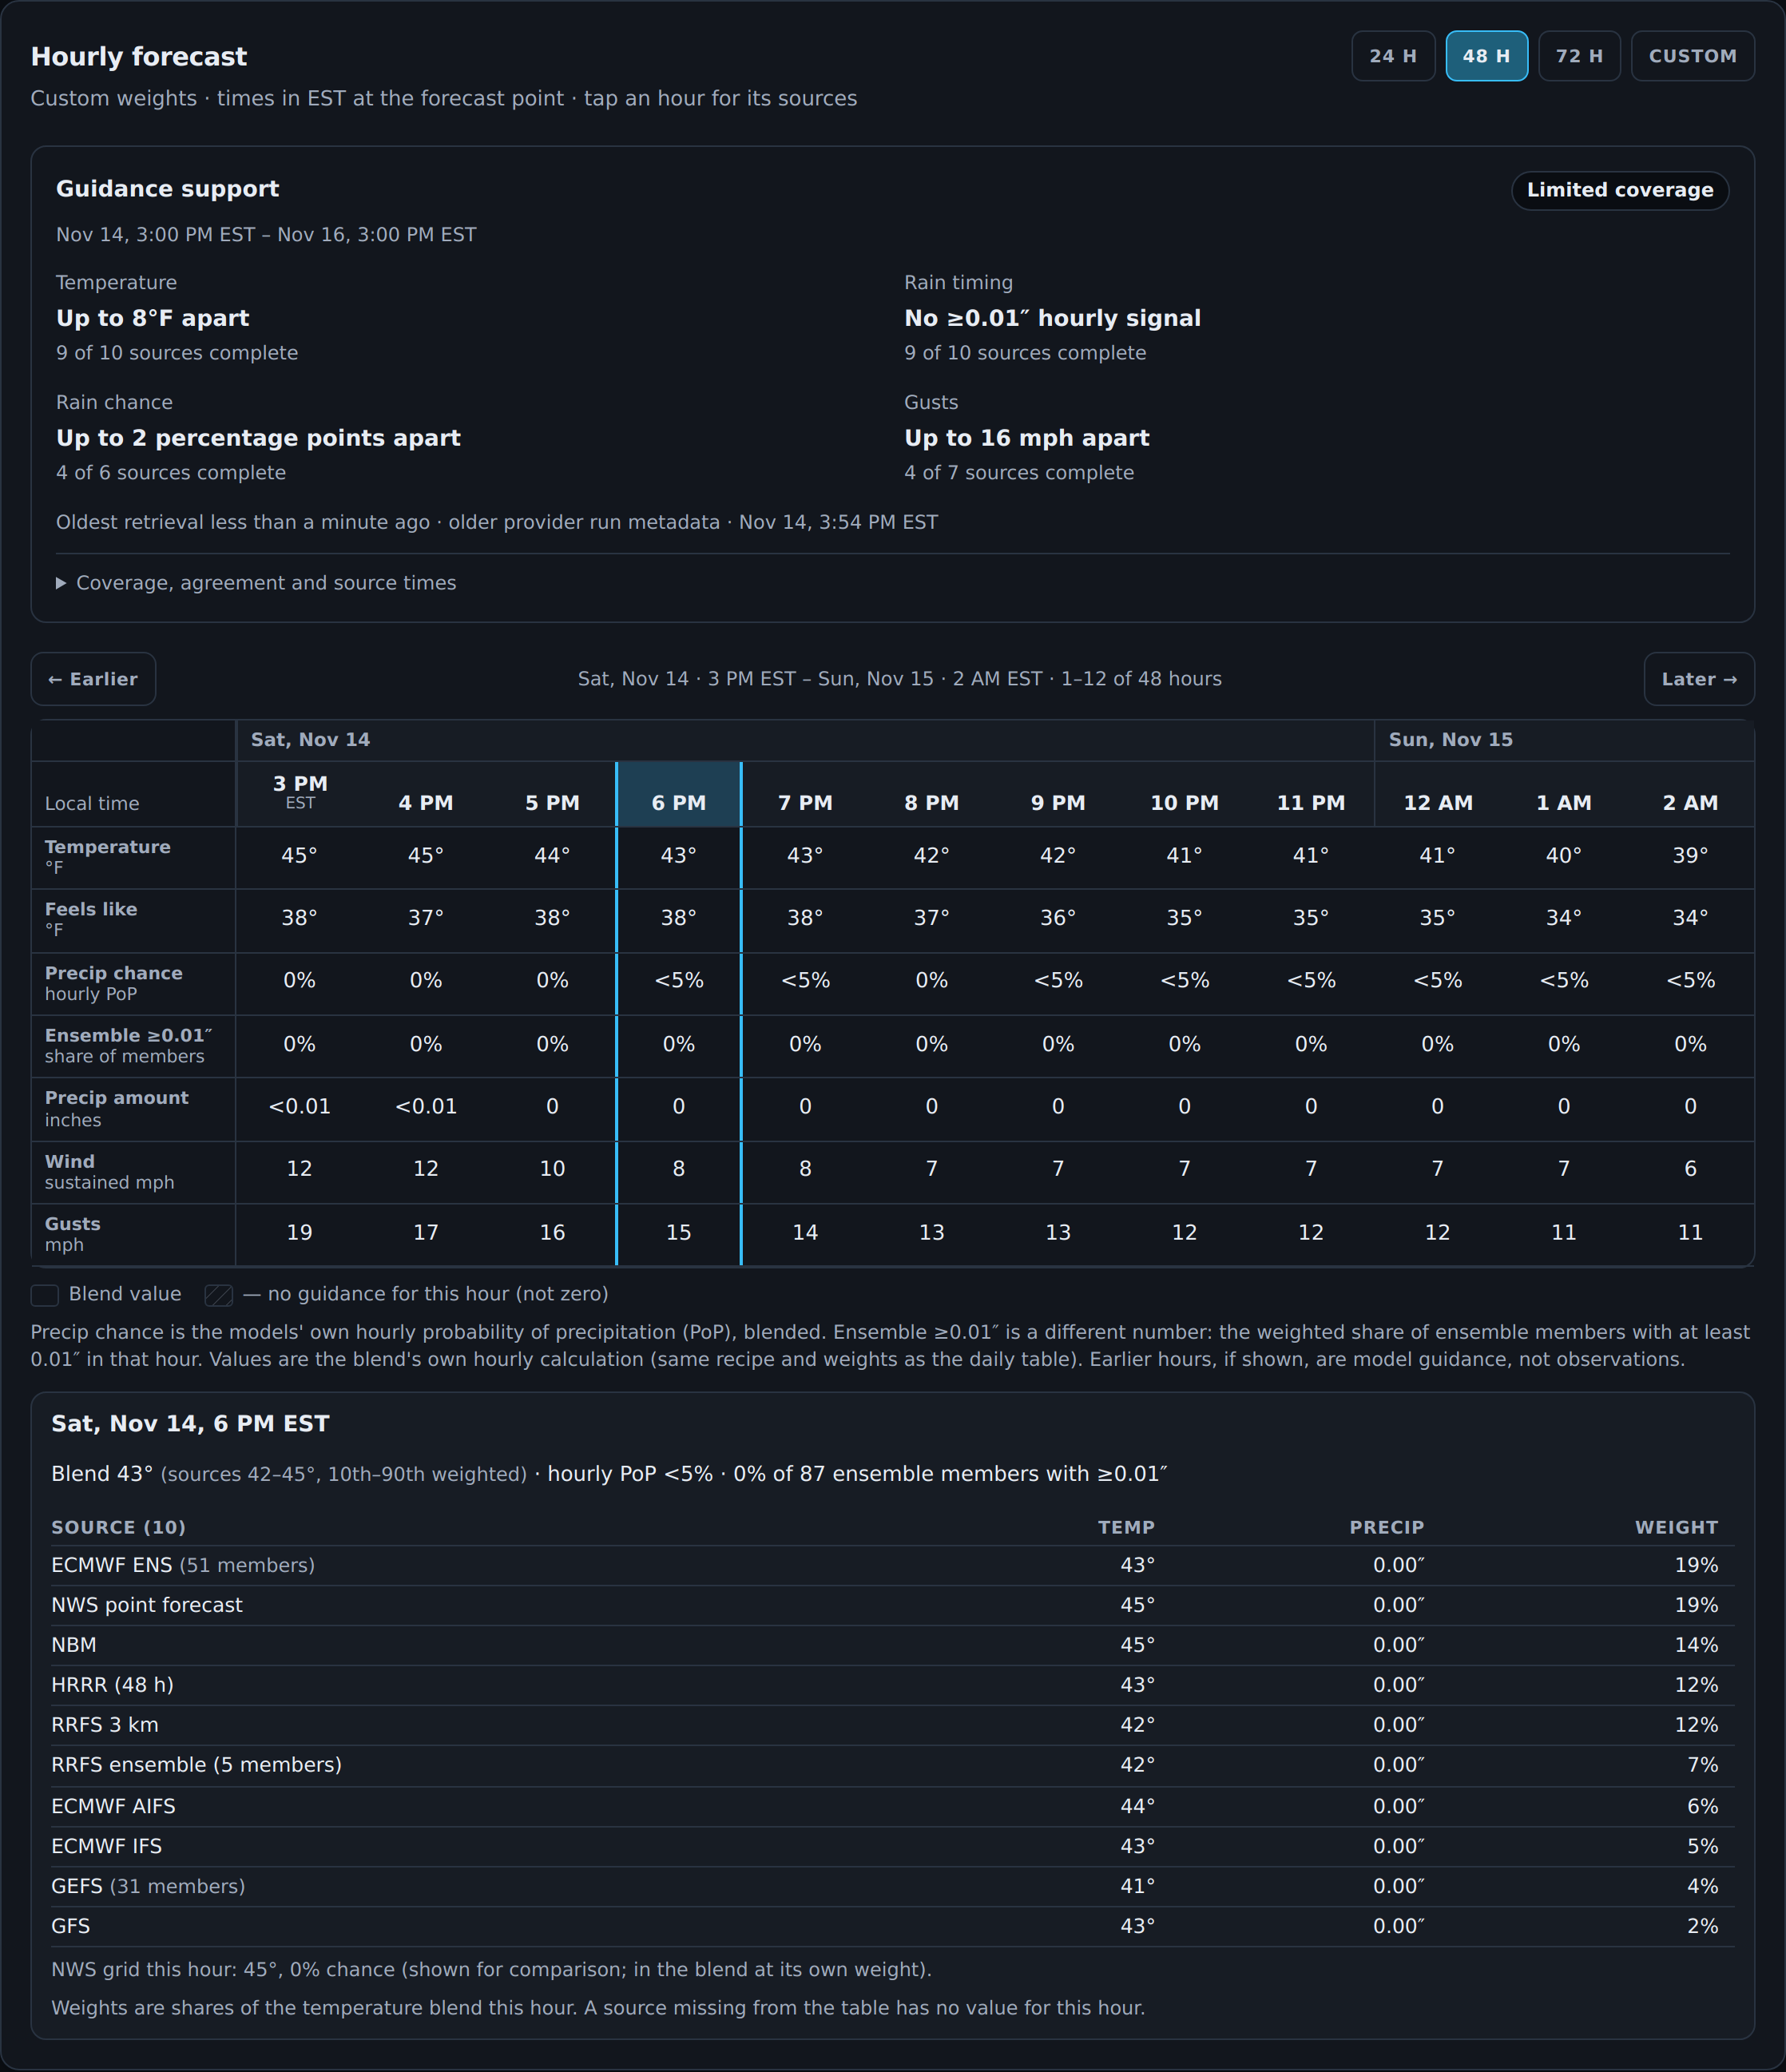 Hourly forecast
24 H 48 H 72 H CUSTOM
Custom weights · times in EST at the forecast point · tap an hour for its sources
Guidance support
Limited coverage
Nov 14, 3:00 PM EST – Nov 16, 3:00 PM EST
Temperature
Up to 8°F apart
9 of 10 sources complete
Rain timing
No ≥0.01″ hourly signal
9 of 10 sources complete
Rain chance
Up to 2 percentage points apart
4 of 6 sources complete
Gusts
Up to 16 mph apart
4 of 7 sources complete
Oldest retrieval less than a minute ago · older provider run metadata · Nov 14, 3:54 PM EST
▶ Coverage, agreement and source times
← Earlier
Sat, Nov 14 · 3 PM EST – Sun, Nov 15 · 2 AM EST · 1–12 of 48 hours
Later →
Sat, Nov 14 Sun, Nov 15
Local time 3 PM EST 4 PM 5 PM 6 PM 7 PM 8 PM 9 PM 10 PM 11 PM 12 AM 1 AM 2 AM
Temperature °F 45° 45° 44° 43° 43° 42° 42° 41° 41° 41° 40° 39°
Feels like °F 38° 37° 38° 38° 38° 37° 36° 35° 35° 35° 34° 34°
Precip chance hourly PoP 0% 0% 0% <5% <5% 0% <5% <5% <5% <5% <5% <5%
Ensemble ≥0.01″ share of members 0% 0% 0% 0% 0% 0% 0% 0% 0% 0% 0% 0%
Precip amount inches <0.01 <0.01 0 0 0 0 0 0 0 0 0 0
Wind sustained mph 12 12 10 8 8 7 7 7 7 7 7 6
Gusts mph 19 17 16 15 14 13 13 12 12 12 11 11
Blend value — no guidance for this hour (not zero)
Precip chance is the models' own hourly probability of precipitation (PoP), blended. Ensemble ≥0.01″ is a different number: the weighted share of ensemble members with at least
0.01″ in that hour. Values are the blend's own hourly calculation (same recipe and weights as the daily table). Earlier hours, if shown, are model guidance, not observations.
Sat, Nov 14, 6 PM EST
Blend 43° (sources 42–45°, 10th–90th weighted) · hourly PoP <5% · 0% of 87 ensemble members with ≥0.01″
SOURCE (10) TEMP PRECIP WEIGHT
ECMWF ENS (51 members) 43° 0.00″ 19%
NWS point forecast 45° 0.00″ 19%
NBM 45° 0.00″ 14%
HRRR (48 h) 43° 0.00″ 12%
RRFS 3 km 42° 0.00″ 12%
RRFS ensemble (5 members) 42° 0.00″ 7%
ECMWF AIFS 44° 0.00″ 6%
ECMWF IFS 43° 0.00″ 5%
GEFS (31 members) 41° 0.00″ 4%
GFS 43° 0.00″ 2%
NWS grid this hour: 45°, 0% chance (shown for comparison; in the blend at its own weight).
Weights are shares of the temperature blend this hour. A source missing from the table has no value for this hour.